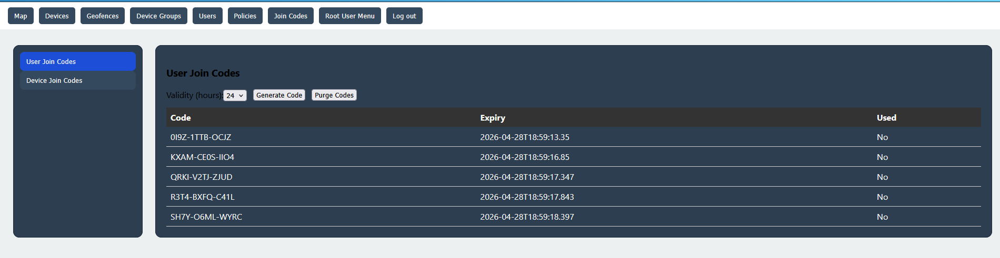 Map Devices Geofences Device Groups Users Policies Join Codes Root User Menu Log out
User Join Codes
Device Join Codes
User Join Codes
Validity (hours): 24 Generate Code Purge Codes
Code Expiry Used
0I9Z-1TTB-OCJZ 2026-04-28T18:59:13.35 No
KXAM-CE0S-IIO4 2026-04-28T18:59:16.85 No
QRKI-V2TJ-ZJUD 2026-04-28T18:59:17.347 No
R3T4-BXFQ-C41L 2026-04-28T18:59:17.843 No
SH7Y-O6ML-WYRC 2026-04-28T18:59:18.397 No